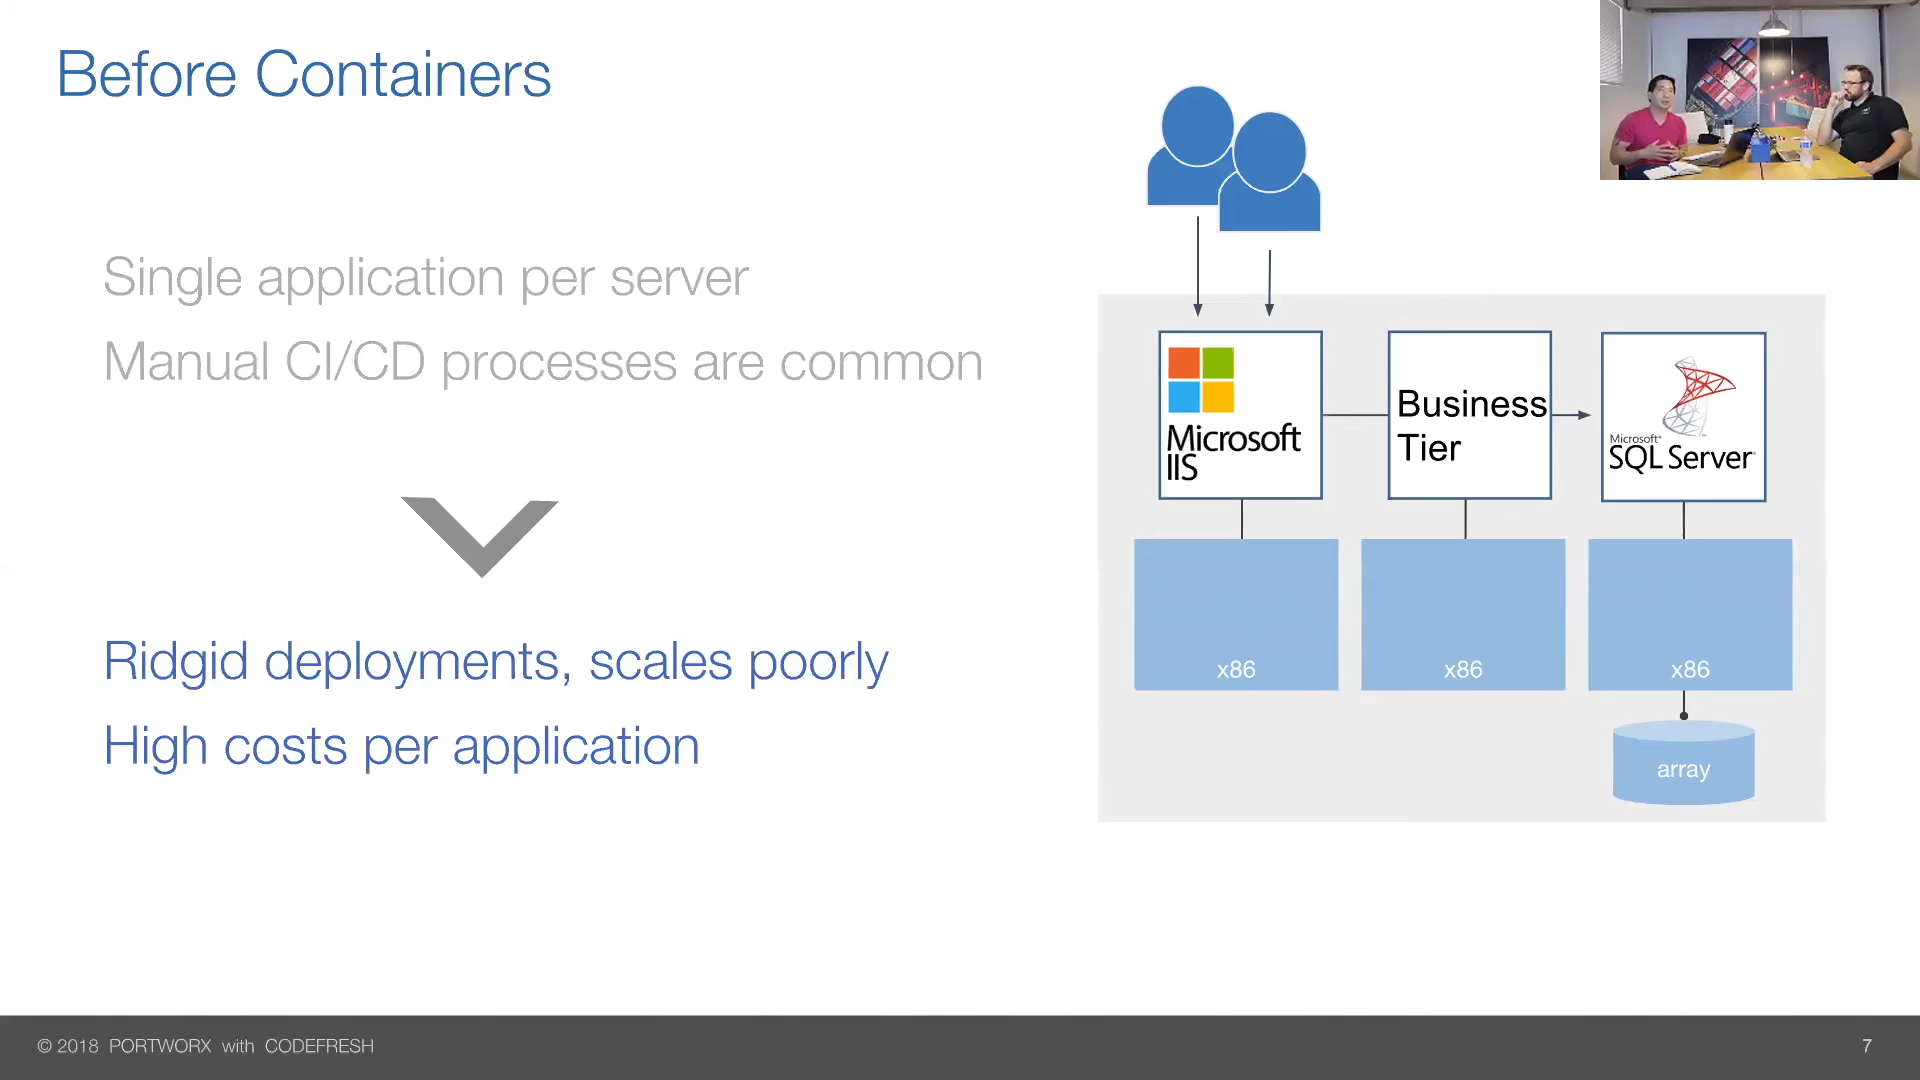 Before Containers
Single application per server
Manual CI/CD processes are common
Ridgid deployments, scales poorly
High costs per application
Microsoft
IIS
Business
Tier
Microsoft®
SQL Server
x86
x86
x86
array
© 2018 PORTWORX with CODEFRESH
7